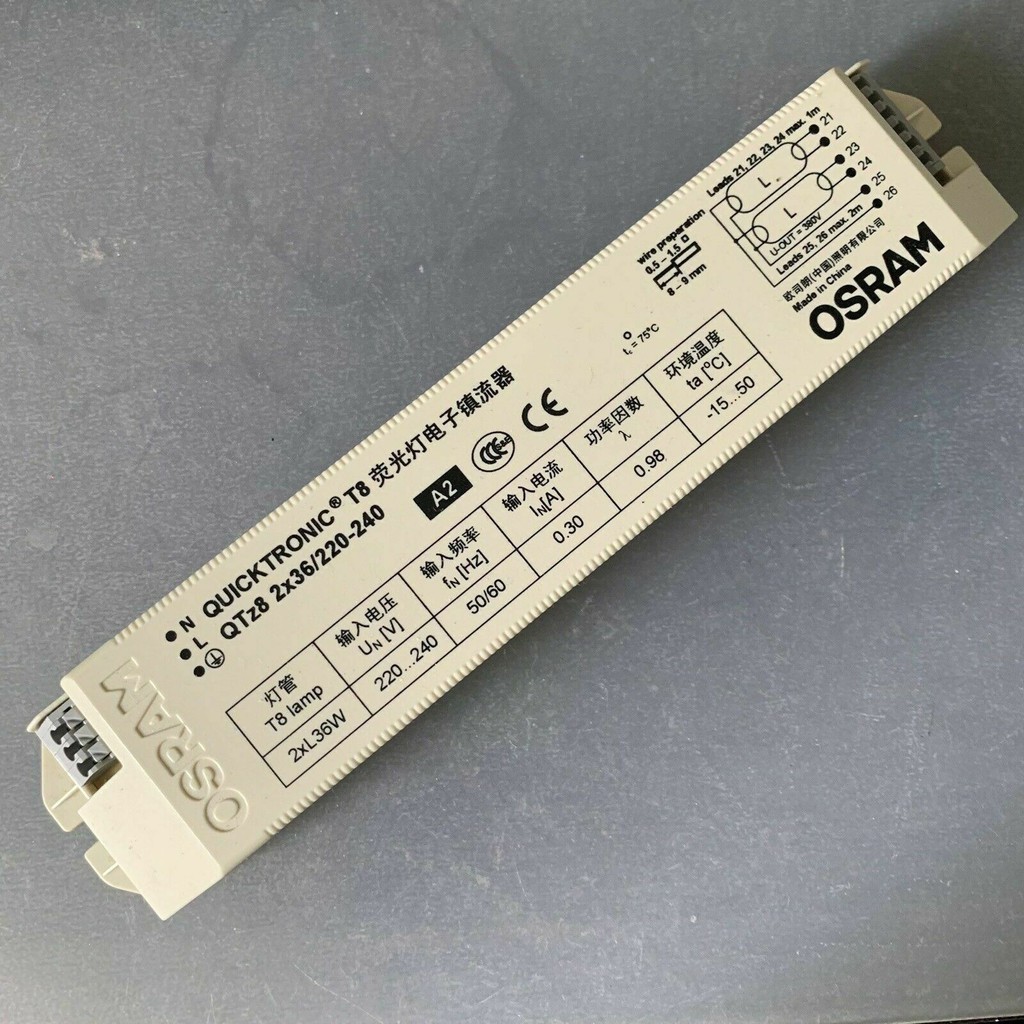 N
L
QUICKTRONIC® T8 荧光灯电子镇流器
QTz8 2x36/220-240
A2
CCC S&E
CE
灯管
T8 lamp
输入电压
UN [V]
输入频率
fN [Hz]
输入电流
IN[A]
功率因数
λ
环境温度
ta [°C]
2xL36W
220...240
50/60
0.30
0.98
-15...50
tc = 75°C
wire preparation
0.5 – 1.5
8 – 9 mm
Leads 21, 22, 23, 24 max. 1m
21
22
23
24
25
26
L
L
U-OUT = 380V
Leads 25, 26 max. 2m
欧司朗(中国)照明有限公司
Made in China
OSRAM
OSRAM